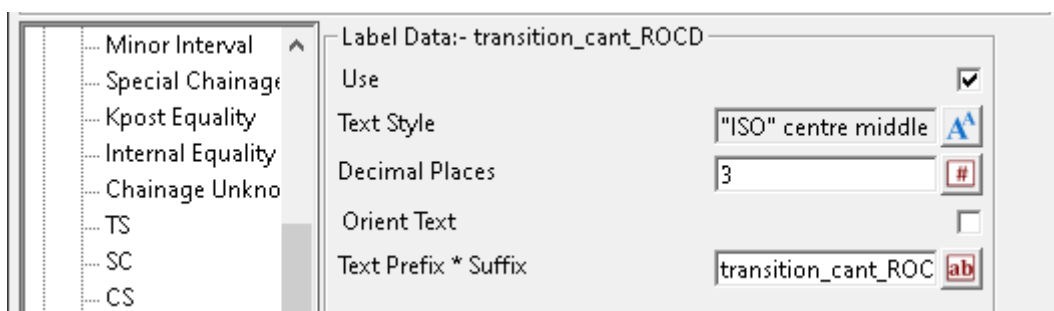 Minor Interval
Special Chainage
Kpost Equality
Internal Equality
Chainage Unkno
TS
SC
CS
Label Data:- transition_cant_ROCD
Use
Text Style "ISO" centre middle
Decimal Places 3 #
Orient Text
Text Prefix * Suffix transition_cant_ROC ab